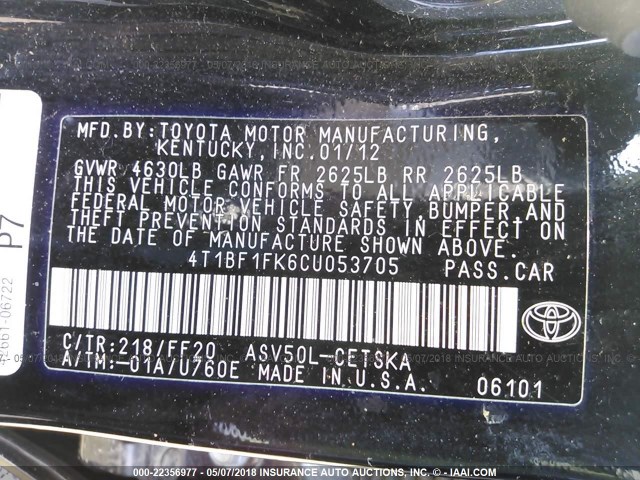 MFD. BY: TOYOTA MOTOR MANUFACTURING,
KENTUCKY, INC. 01/12
GVWR 4630LB GAWR FR 2625LB RR 2625LB
THIS VEHICLE CONFORMS TO ALL APPLICABLE
FEDERAL MOTOR VEHICLE SAFETY, BUMPER, AND
THEFT PREVENTION STANDARDS IN EFFECT ON
THE DATE OF MANUFACTURE SHOWN ABOVE.
4T1BF1FK6CU053705 PASS. CAR
C/TR: 218/FF20 ASV50L-CETSKA
A/TM: -01A/U760E MADE IN U.S.A. 06101
P7
661-06722
000-22356977 - 05/07/2018 INSURANCE AUTO AUCTIONS, INC. - IAAI.COM